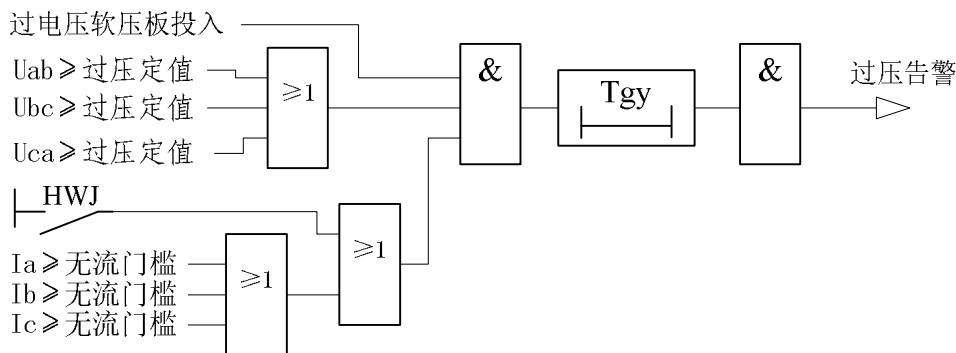 过电压软压板投入
Uab≥过压定值
Ubc≥过压定值
Uca≥过压定值
≥1
&
Tgy
&
过压告警
HWJ
≥1
Ia≥无流门槛
Ib≥无流门槛
Ic≥无流门槛
≥1